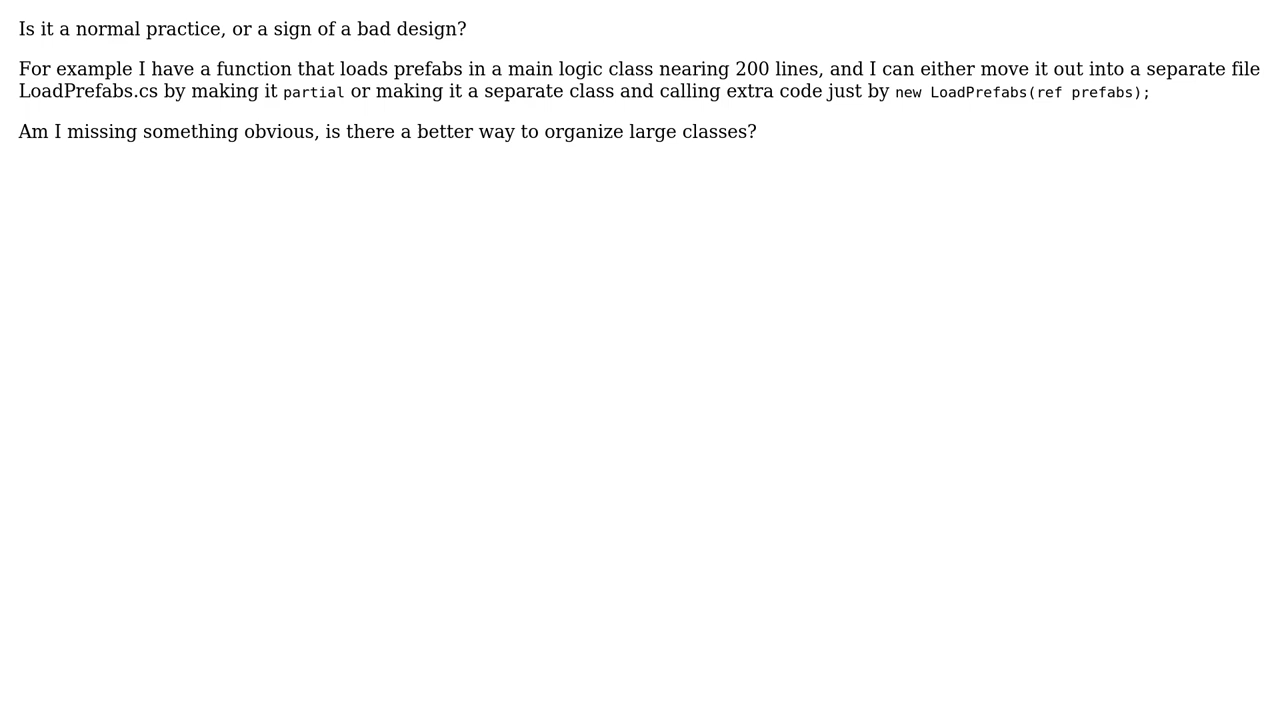 Is it a normal practice, or a sign of a bad design?
For example I have a function that loads prefabs in a main logic class nearing 200 lines, and I can either move it out into a separate file
LoadPrefabs.cs by making it partial or making it a separate class and calling extra code just by new LoadPrefabs(ref prefabs);
Am I missing something obvious, is there a better way to organize large classes?